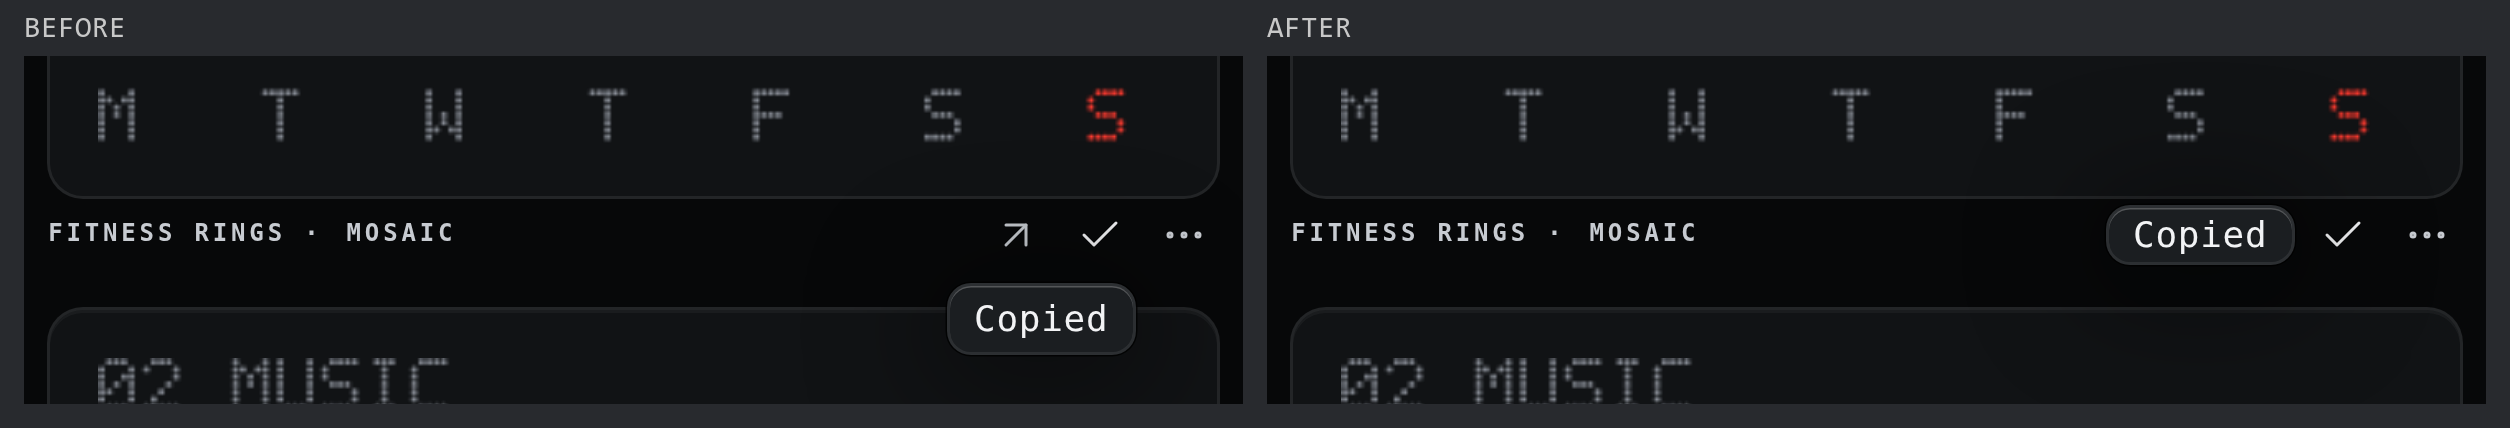 BEFORE
M T W T F S S
FITNESS RINGS · MOSAIC
Copied
02 MUSIC
AFTER
M T W T F S S
FITNESS RINGS · MOSAIC Copied
02 MUSIC